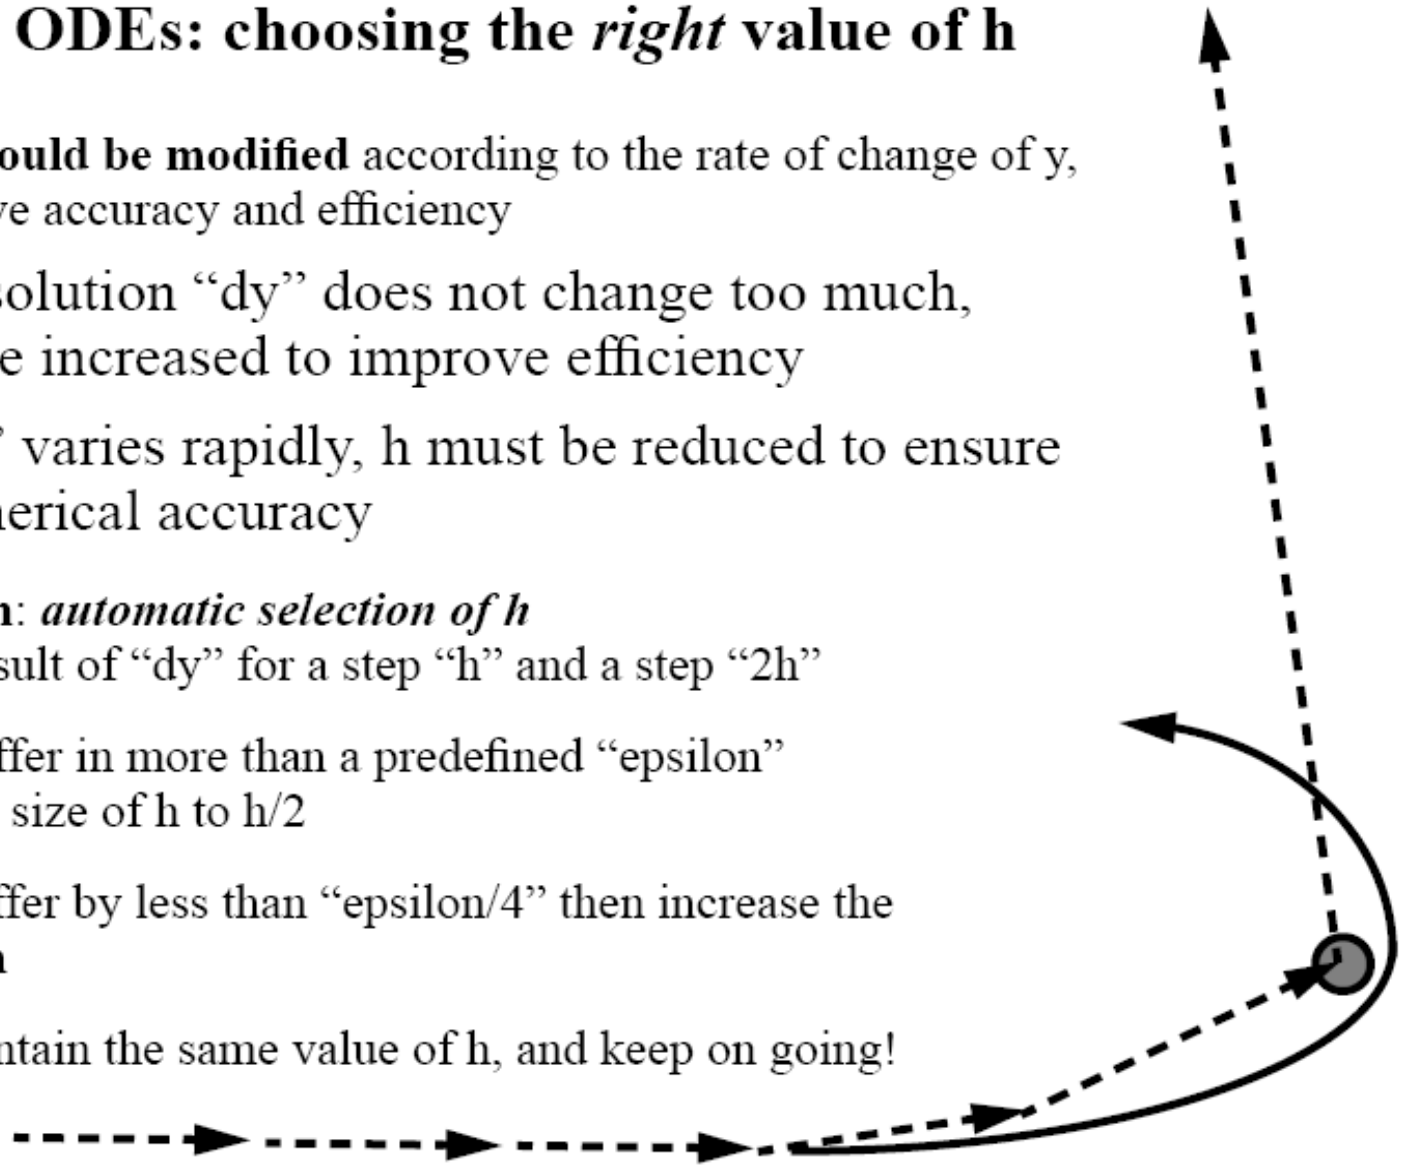 ODEs: choosing the right value of h
ould be modified according to the rate of change of y,
ve accuracy and efficiency
solution “dy” does not change too much,
e increased to improve efficiency
” varies rapidly, h must be reduced to ensure
erical accuracy
n: automatic selection of h
sult of “dy” for a step “h” and a step “2h”
ffer in more than a predefined “epsilon”
size of h to h/2
ffer by less than “epsilon/4” then increase the
ntain the same value of h, and keep on going!